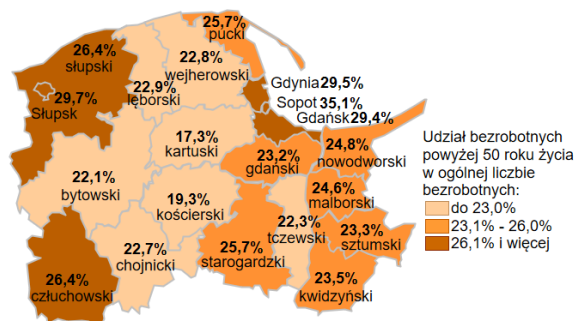 25,7%
pucki
26,4%
słupski
22,8%
wejherowski
22,9%
lęborski
Gdynia 29,5%
Sopot 35,1%
Gdańsk 29,4%
29,7%
Słupsk
17,3%
kartuski
23,2%
gdański
24,8%
nowodworski
22,1%
bytowski
19,3%
kościerski
24,6%
malborski
22,3%
tczewski
23,3%
sztumski
22,7%
chojnicki
25,7%
starogardzki
26,4%
człuchowski
23,5%
kwidzyński
Udział bezrobotnych
powyżej 50 roku życia
w ogólnej liczbie
bezrobotnych:
do 23,0%
23,1% - 26,0%
26,1% i więcej